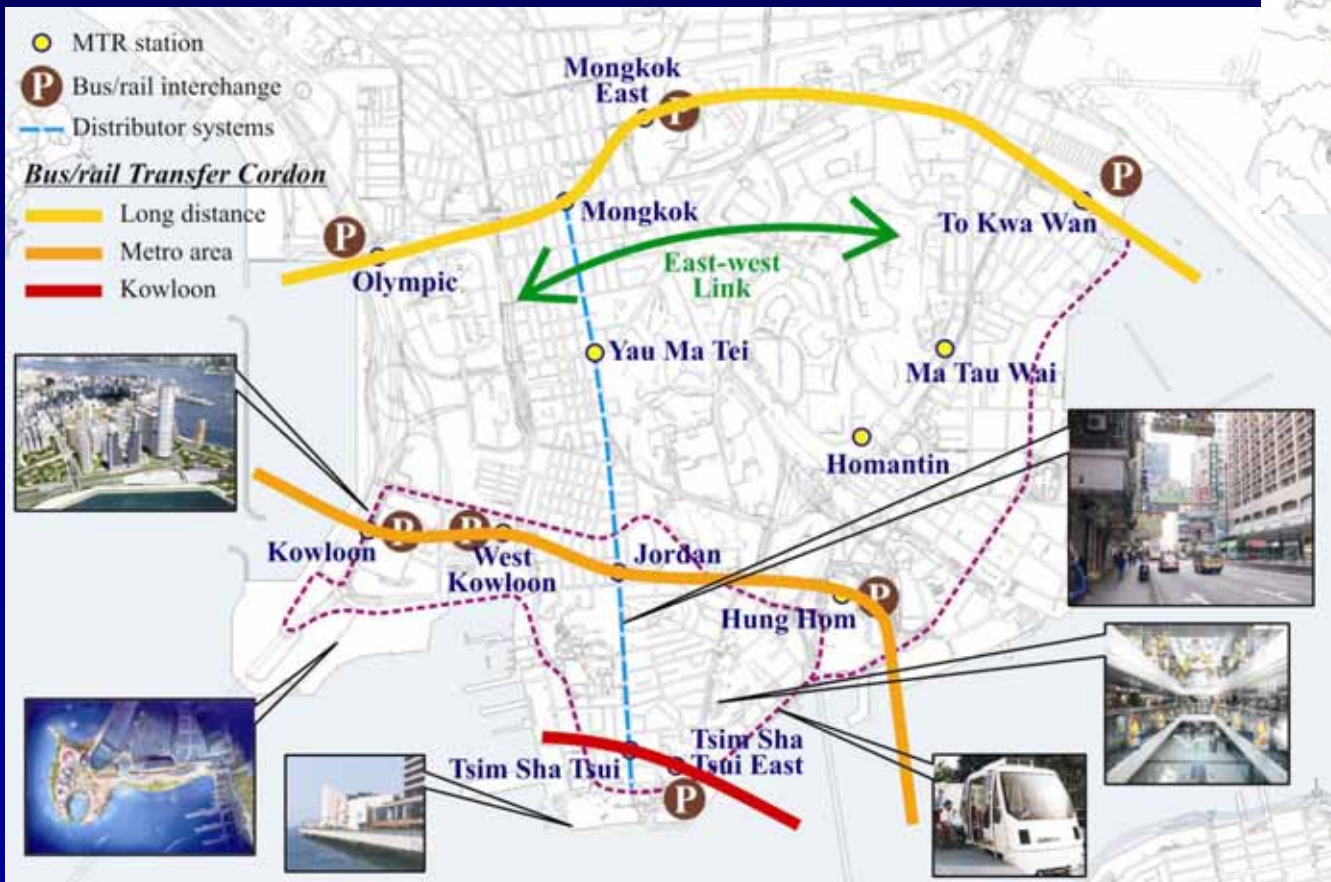 MTR station
P Bus/rail interchange
Distributor systems
Bus/rail Transfer Cordon
Long distance
Metro area
Kowloon
Mongkok
East
P
P
Mongkok
To Kwa Wan
P
Olympic
East-west
Link
Yau Ma Tei
Ma Tau Wai
Homantin
Kowloon
P
P
West
Kowloon
Jordan
Hung Hom
P
Tsim Sha Tsui
Tsim Sha
Tsui East
P